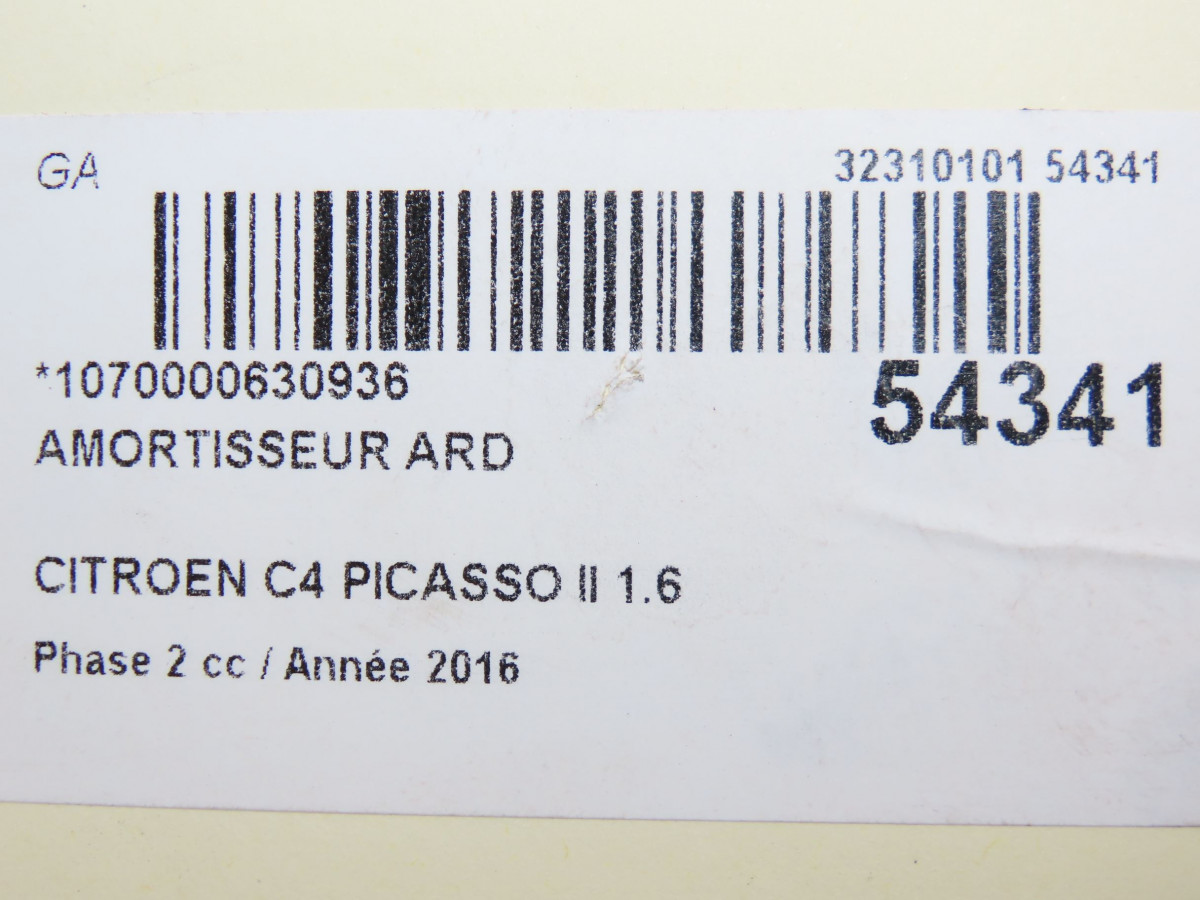 GA 32310101 54341
*1070000630936 54341
AMORTISSEUR ARD
CITROEN C4 PICASSO II 1.6
Phase 2 cc / Année 2016